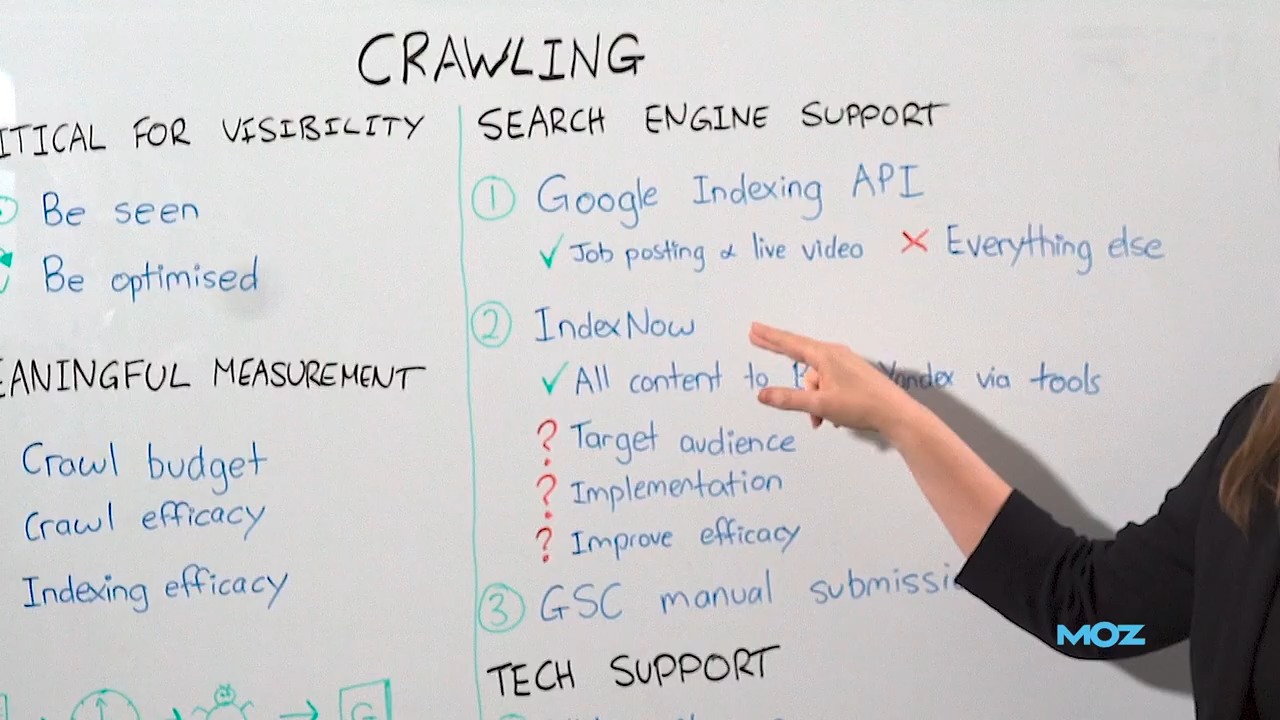 CRAWLING
ITICAL FOR VISIBILITY
Be seen
Be optimised
EANINGFUL MEASUREMENT
Crawl budget
Crawl efficacy
Indexing efficacy
G
SEARCH ENGINE SUPPORT
1 Google Indexing API
✓ Job posting & live video ✗ Everything else
2 IndexNow
✓ All content to Yandex via tools
? Target audience
? Implementation
? Improve efficacy
3 GSC manual submissi
TECH SUPPORT
MOZ